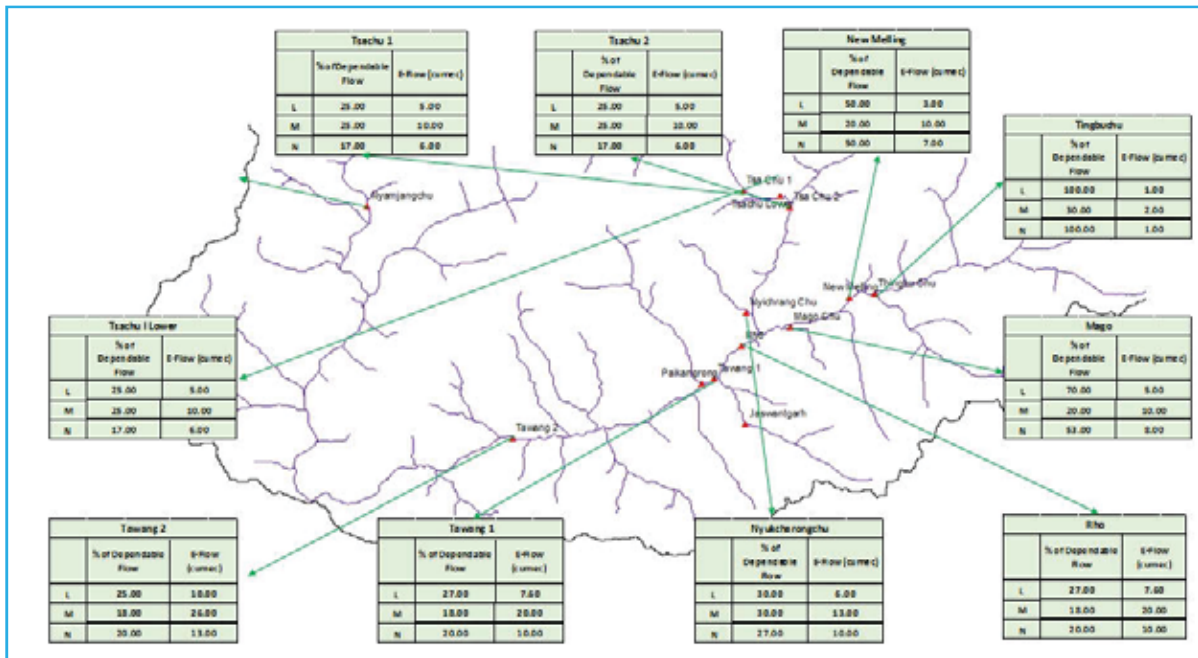 Tsachu 1
% of Dependable Flow E-Flow (cumec)
L 25.00 5.00
M 25.00 10.00
N 17.00 6.00
Tsachu 2
% of Dependable Flow E-Flow (cumec)
L 25.00 5.00
M 25.00 10.00
N 17.00 6.00
New Melling
% of Dependable Flow E-Flow (cumec)
L 50.00 3.00
M 20.00 10.00
N 50.00 7.00
Tingbuchu
% of Dependable Flow E-Flow (cumec)
L 100.00 1.00
M 30.00 2.00
N 100.00 1.00
Nyamjangchu
Tsa Chu 1
Tsachu Lower
Tsa Chu 2
New Melling
Nyichrang Chu
Mago Chu
Tawang 1
Paikangrong
Jaswantgarh
Tawang 2
Tsachu I Lower
% of Dependable Flow E-Flow (cumec)
L 25.00 5.00
M 25.00 10.00
N 17.00 6.00
Mago
% of Dependable Flow E-Flow (cumec)
L 70.00 5.00
M 20.00 10.00
N 53.00 8.00
Tawang 2
% of Dependable Flow E-Flow (cumec)
L 25.00 10.00
M 18.00 26.00
N 20.00 13.00
Tawang 1
% of Dependable Flow E-Flow (cumec)
L 27.00 7.60
M 18.00 20.00
N 20.00 10.00
Nyukcharongchu
% of Dependable Flow E-Flow (cumec)
L 30.00 6.00
M 30.00 13.00
N 27.00 10.00
Rho
% of Dependable Flow E-Flow (cumec)
L 27.00 7.60
M 18.00 20.00
N 20.00 10.00